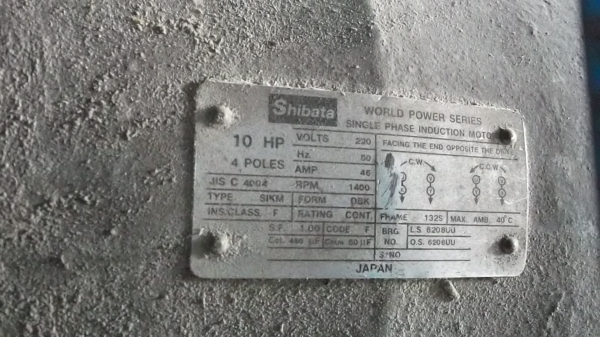 Shibata
WORLD POWER SERIES
SINGLE PHASE INDUCTION MOTOR
10 HP
4 POLES
VOLTS 220
Hz. 50
AMP. 46
FACING THE END OPPOSITE THE
C.W. C.C.W.
JIS C 4004 RPM. 1400
TYPE SIKM FORM DBK
INS.CLASS. F RATING CONT. FRAME 132S MAX. AMB. 40°C
S.F. 1.00 CODE F BRG. L.S 6208UU
NO. O.S. 6208UU
S/NO
JAPAN